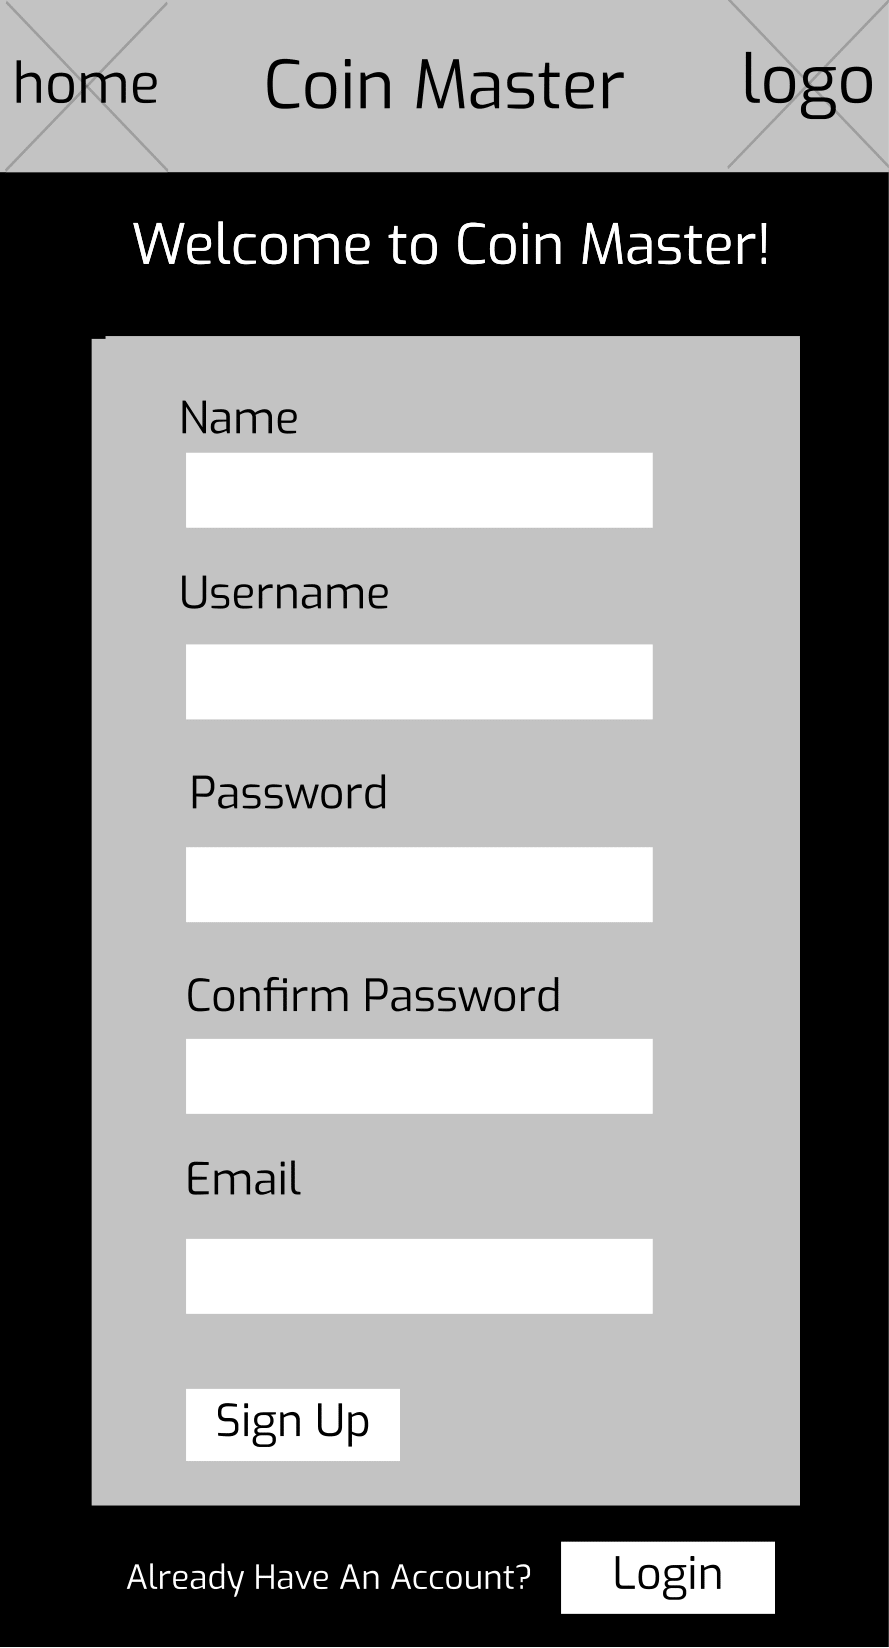 home Coin Master logo
Welcome to Coin Master!
Name
Username
Password
Confirm Password
Email
Sign Up
Already Have An Account? Login